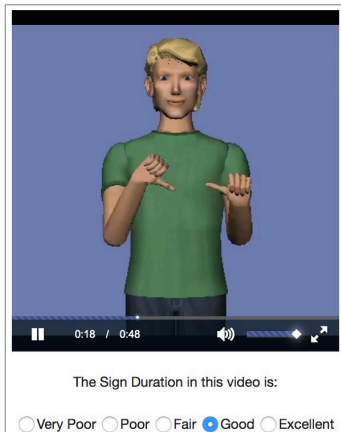 0:18 / 0:48
The Sign Duration in this video is:
Very Poor Poor Fair Good Excellent